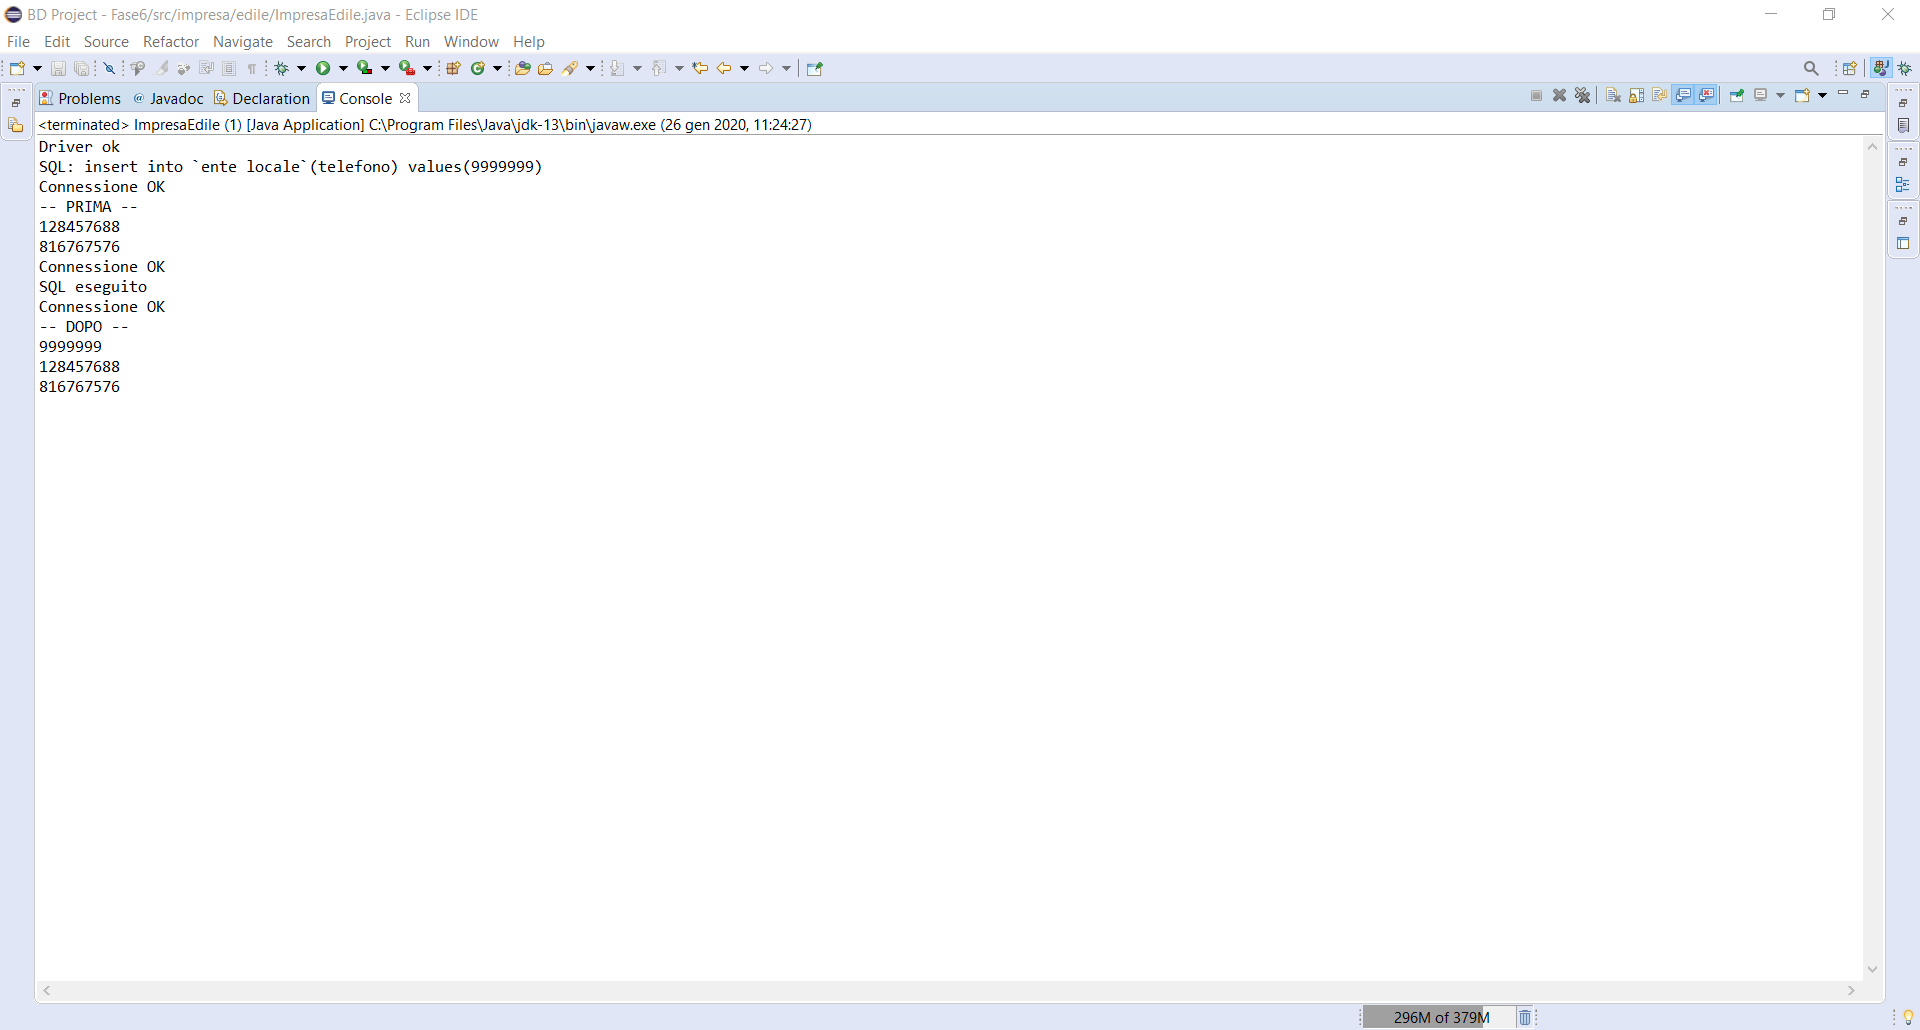 BD Project - Fase6/src/impresa/edile/ImpresaEdile.java - Eclipse IDE
File Edit Source Refactor Navigate Search Project Run Window Help
Problems @ Javadoc Declaration Console
<terminated> ImpresaEdile (1) [Java Application] C:\Program Files\Java\jdk-13\bin\javaw.exe (26 gen 2020, 11:24:27)
Driver ok
SQL: insert into `ente locale`(telefono) values(9999999)
Connessione OK
-- PRIMA --
128457688
816767576
Connessione OK
SQL eseguito
Connessione OK
-- DOPO --
9999999
128457688
816767576
296M of 379M